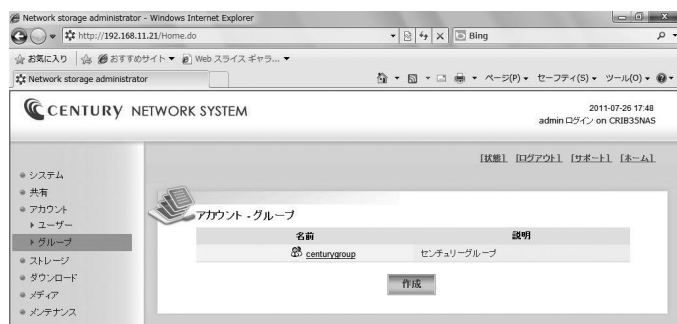 Network storage administrator - Windows Internet Explorer
http://192.168.11.21/Home.do
Bing
お気に入り
おすすめサイト ▼
Web スライス ギャラ... ▼
Network storage administrator
ページ(P) ▼ セーフティ(S) ▼ ツール(O) ▼
CENTURY NETWORK SYSTEM
2011-07-26 17:48
admin ログイン on CRIB35NAS
[状態] [ログアウト] [サポート] [ホーム]
システム
共有
アカウント
ユーザー
グループ
ストレージ
ダウンロード
メディア
メンテナンス
アカウント - グループ
名前 説明
centurygroup センチュリーグループ
作成